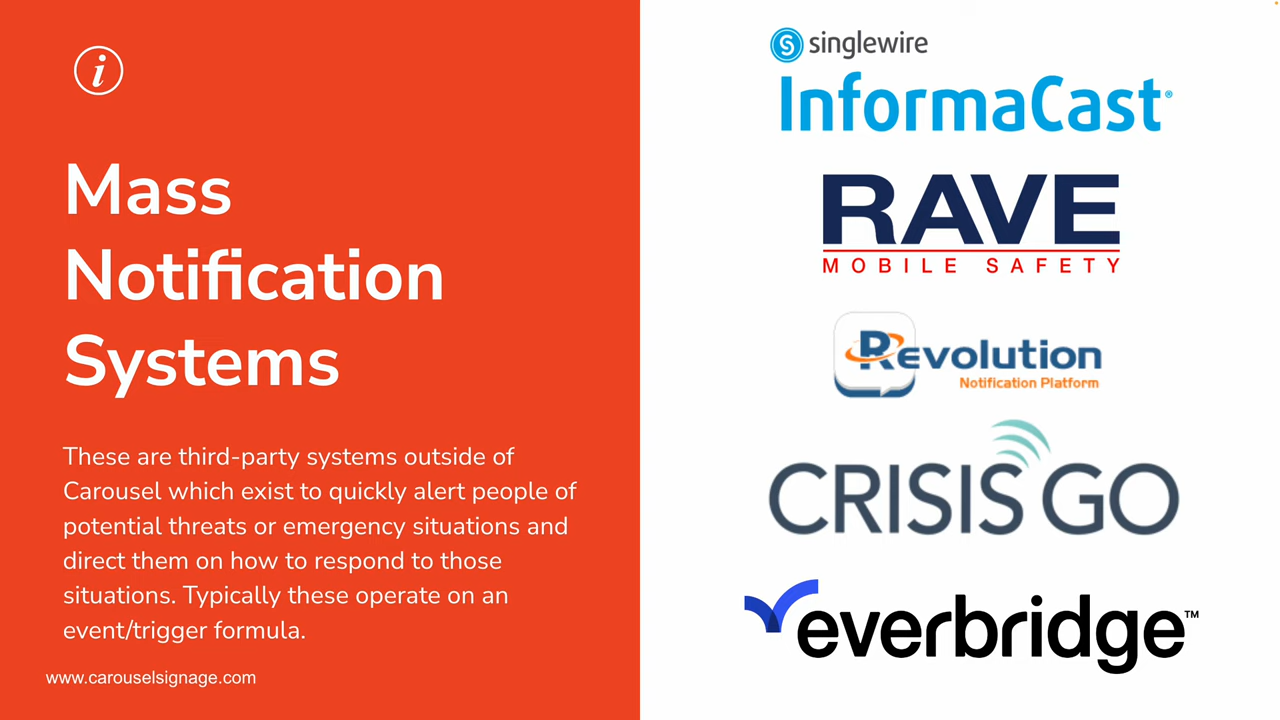 i
Mass
Notification
Systems
These are third-party systems outside of
Carousel which exist to quickly alert people of
potential threats or emergency situations and
direct them on how to respond to those
situations. Typically these operate on an
event/trigger formula.
www.carouselsignage.com
S singlewire
InformaCast®
RAVE
MOBILE SAFETY
Revolution
Notification Platform
CRISIS GO
everbridge™